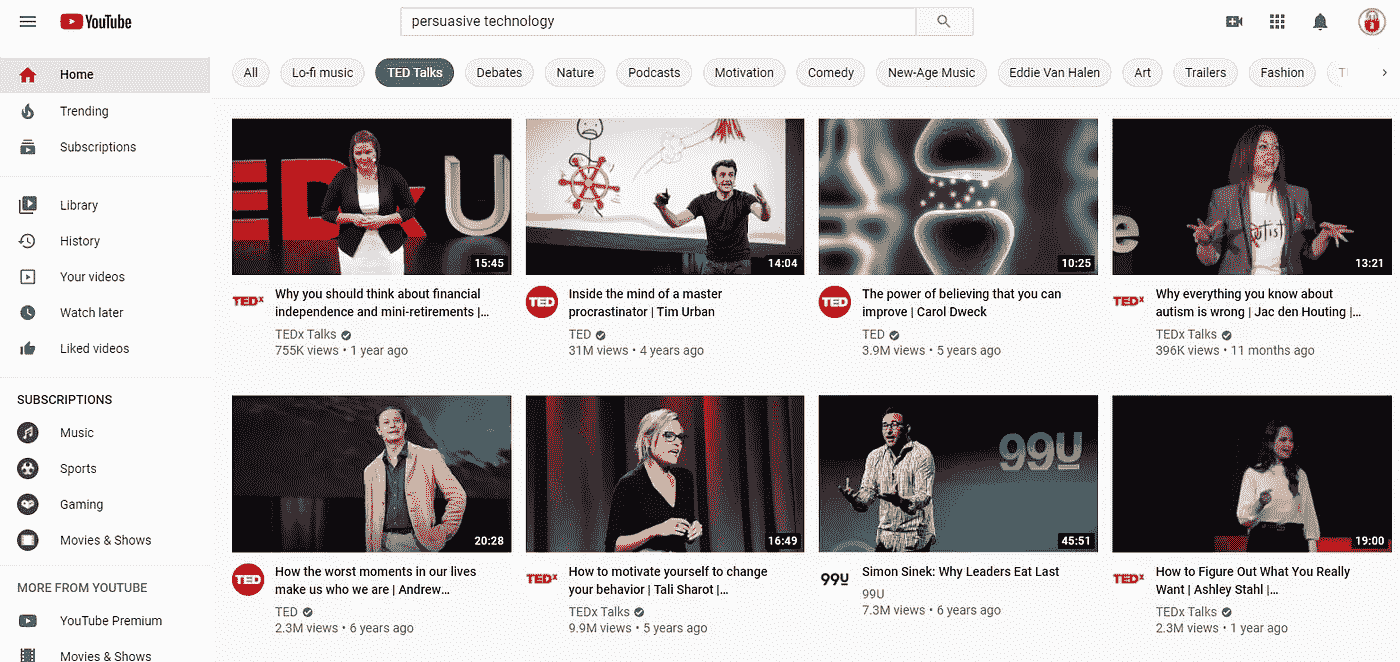 YouTube
persuasive technology
Home
Trending
Subscriptions
Library
History
Your videos
Watch later
Liked videos
SUBSCRIPTIONS
Music
Sports
Gaming
Movies & Shows
MORE FROM YOUTUBE
YouTube Premium
Movies & Shows
All Lo-fi music TED Talks Debates Nature Podcasts Motivation Comedy New-Age Music Eddie Van Halen Art Trailers Fashion
EDx U
15:45
TEDx
Why you should think about financial
independence and mini-retirements |...
TEDx Talks
755K views • 1 year ago
14:04
TED
Inside the mind of a master
procrastinator | Tim Urban
TED
31M views • 4 years ago
10:25
TED
The power of believing that you can
improve | Carol Dweck
TED
3.9M views • 5 years ago
e
13:21
TEDx
Why everything you know about
autism is wrong | Jac den Houting |...
TEDx Talks
396K views • 11 months ago
20:28
TED
How the worst moments in our lives
make us who we are | Andrew...
TED
2.3M views • 6 years ago
16:49
TEDx
How to motivate yourself to change
your behavior | Tali Sharot |...
TEDx Talks
9.9M views • 5 years ago
99U
45:51
99U
Simon Sinek: Why Leaders Eat Last
99U
7.3M views • 6 years ago
19:00
TEDx
How to Figure Out What You Really
Want | Ashley Stahl |...
TEDx Talks
2.3M views • 1 year ago